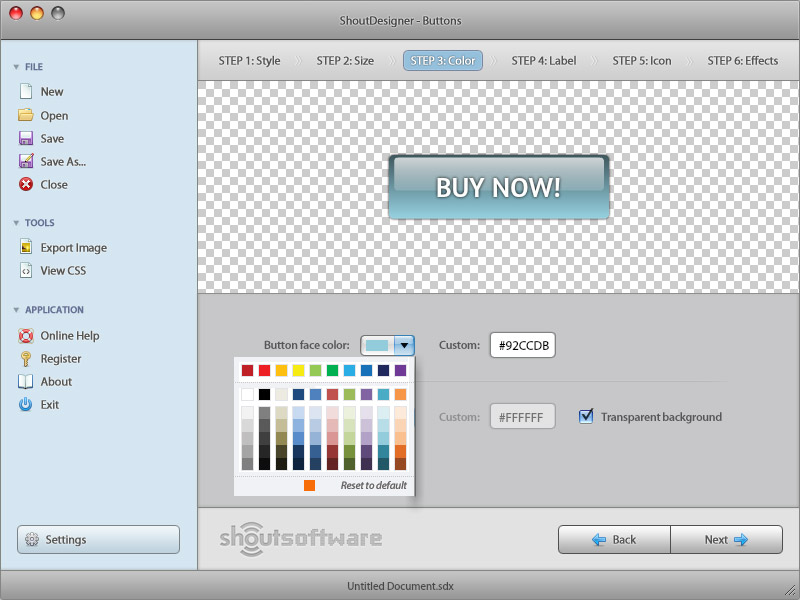 ShoutDesigner - Buttons
FILE
New
Open
Save
Save As...
Close
TOOLS
Export Image
View CSS
APPLICATION
Online Help
Register
About
Exit
Settings
STEP 1: Style
STEP 2: Size
STEP 3: Color
STEP 4: Label
STEP 5: Icon
STEP 6: Effects
BUY NOW!
Button face color:
Custom:
#92CCDB
Custom:
#FFFFFF
Transparent background
Reset to default
shoutsoftware
Back
Next
Untitled Document.sdx